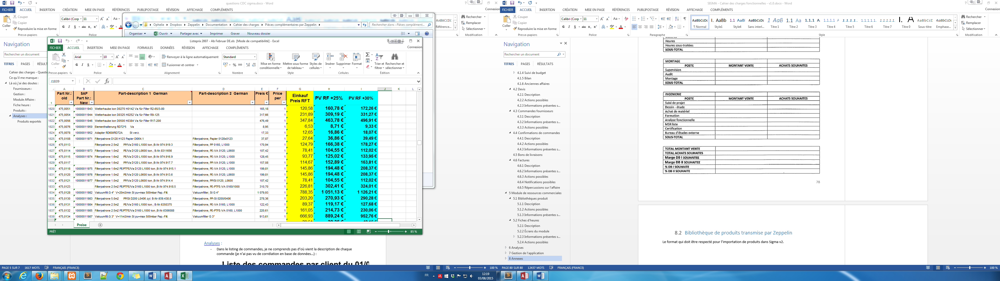 questions CDC sigma.docx - Word
FICHIER ACCUEIL INSERTION CRÉATION MISE EN PAGE RÉFÉRENCES PUBLIPOSTAGE RÉVISION AFFICHAGE COMPLÉMENTS Connexion
Coller
Couper
Copier
Reproduire la mise en forme
Presse-papiers
Calibri (Corp 11
Navigation
Rechercher un document
TITRES PAGES RÉSULT
Cahier des charges - Questi
Ce qu'il me manque :
Là où j'ai des doutes :
Fournisseurs :
Gestion :
Module Affaire :
Fiche heure :
Produits :
Analyses :
Produits exportés
Ophelie Dropbox Zeppelin Documentation Cahier des charges Pièces complémentaires par Zeppelin
Rechercher dans : Pièces complément...
Organiser Ouvrir Partager avec Imprimer Graver Nouveau dossier
AABBCCDC
Référence...
Rechercher
Remplacer
Sélectionner
Modification
Listeprix 2007 - Ab Februar DE.xls [Mode de compatibilité] - Excel
FICHIER ACCUEIL INSERTION MISE EN PAGE FORMULES DONNÉES RÉVISION AFFICHAGE COMPLÉMENTS Connexion
Coller
Presse-papiers
Arial 10
Police
Renvoyer à la ligne automatiquement
Fusionner et centrer
Alignement
Standard
Nombre
Mise en forme conditionnelle
Mettre sous forme de tableau
Styles de cellules
Style
Insérer Supprimer Format
Cellules
Trier et filtrer
Rechercher et sélectionner
Édition
J1839
A B C D E F G H I J K L
1 Part Nr.: old SAP Part Nr.: New Part-description 1 German Part-description 2 German Preis € Price per Einkauf Preis RFT PV RF +25% PV RF +30%
1820 475,0051 10000011943 Wetterhaube kon D0270 H0142 Va für Filter R2-65/3-80 165,18 1 120,58 160,78 € 172,26 €
1821 475,0054 10000011944 Wetterhaube kon D0325 H0252 Va für Filter R9-125 317,66 1 231,89 309,19 € 331,27 €
1822 475,0056 10000011946 Wetterhaube kon D0500 H0384 Va für Filter R17-200 476,49 1 347,84 463,78 € 496,91 €
1823 475,0076 10000011950 Elementhalterung RD72*5 Va 8,95 1 6,53 8,71 € 9,33 €
1824 475,0078 10000011952 Adapter RD60I/RD72A St verz. 17,33 1 12,65 16,86 € 18,07 €
1825 475,0108 10000011971 Filterpatrone D128 H123 Papier DI064.1 Filterpatrone, Papier 0128x0123 37,87 1 27,64 36,86 € 39,49 €
1826 475,0113 Filterpatrone 2.5m2 PP/Va D160 L1000 kon.;B-Nr.974.919.3 Filterpatrone, PP 0160, L1000 170,94 1 124,79 166,38 € 178,27 €
1827 475,0114 10000011973 Filterpatrone 1.0m2 PE/Va D120 L0600 kon.; B-Nr.8311656 Filterpatrone, PE-VA 0120, L0600 107,42 1 78,41 104,55 € 112,02 €
1828 475,0115 10000011974 Filterpatrone 1.6m2 PE/Va D120 L1000 kon.; B-Nr.974.916.9 Filterpatrone, PE-VA 0120, L1000 128,45 1 93,77 125,02 € 133,95 €
1829 475,0117 Filterpatrone 1.6m2 PP/Va D120 L1000 kon.; B-Nr.974.917.7 Filterpatrone, PP-VA 0120, L1000 157,08 1 114,67 152,89 € 163,81 €
1830 475,0118 10000011975 Filterpatrone 1.6m2 PE/PTFE/Va D120 L1000 kon.;B-Nr.974.915.1 Filterpatrone, PE-VA 0120, L1000 199,81 1 145,86 194,48 € 208,37 €
1831 475,0120 10000011976 Filterpatrone 1.0m2 PE/Va D120 L0600 kon.;B-Nr.974.913.6 Filterpatrone, PE-VA 0120, L0600 199,81 1 145,86 194,48 € 208,37 €
1832 475,0121 10000011977 Filterpatrone 1.0m2 PP/Va D120 L0600 kon.;B-Nr.974.914.4 Filterpatrone, PP/St 0120, L0600 107,42 1 78,41 104,55 € 112,02 €
1833 475,0123 Filterpatrone 2.5m2 PE/PTFE/Va D160 L1000 kon.;B-Nr.974.918.5 Filterpatrone, PE-PTFE-VA 0160/1000 310,70 1 226,81 302,41 € 324,01 €
1834 475,0128 10000011982 Vakuumfilt.G 4" V=20m3/min St pu=max 500mbar Pap.-Filt. Vakuumfilter, St G 4" 1 079,93 1 788,35 1 051,13 € 1 126,21 €
1835 475,0130 10000011983 Filterpatrone 5.0m2 PP/St D200 L0406 zyl. B-Nr-939.438.8 Filterpatrone, PP-St 0200/0406 278,36 1 203,20 270,93 € 290,28 €
1836 475,0131 10000011984 Filterpatrone 2.5m2 PE/Va D160 L1000 kon.; B-Nr.6350375 Filterpatrone, PE-VA 0160, L1000 122,43 1 89,37 119,17 € 127,68 €
1837 475,0132 10000011985 Filterpatrone 2.5m2 PE/PTFE/Va D160 L1000 kon.;B-Nr.6306088 Filterpatrone, PE-PTFE-VA 0160, L1000 220,61 1 161,05 214,73 € 230,06 €
1838 475,0134 10000011987 Vakuumfilt.G 3" V=11m3/min St pu=max 500mbar Pap.-Filt. Vakuumfilter G 3" 913,61 1 666,93 889,24 € 952,76 €
Preise
PRÊT 85 %
Analyses :
- Dans le listing de commandes, je ne comprends pas d'où vient la description de chaque
commande (je n'ai pas vu de corrélation en base de données…) :
Liste des commandes par client du 01/0
PAGE 5 SUR 7 1617 MOTS FRANÇAIS (FRANCE) 100 %
SIGMA - Cahier des charges fonctionnelles - v1.0.docx - Word
FICHIER ACCUEIL INSERTION CRÉATION MISE EN PAGE RÉFÉRENCES PUBLIPOSTAGE RÉVISION AFFICHAGE COMPLÉMENTS Connexion
Coller
Couper
Copier
Reproduire la mise en forme
Presse-papiers
Calibri (Corp 11
Police
Paragraphe
¶ Normal Style1 Style4 Sans interl... Titre 1 Titre 2 Titre 3 Titre 4 Titre 5 Titre 6 Titre 7 Titre 0 Sous-titre Emphase...
Style
Rechercher
Remplacer
Sélectionner
Modification
Navigation
Rechercher un document
TITRES PAGES RÉSULTATS
4.1.4 Suivi de budget
4.1.5 Bilan
4.1.6 Anciennes affaires
4.2 Devis
4.2.1 Description
4.2.2 Actions possibles
4.2.3 Informations présentes s...
4.3 Commandes fournisseurs
4.3.1 Description
4.3.2 Informations présentes s...
4.3.3 Actions possibles
4.4 Confirmations de commandes
4.4.1 Description
4.4.2 Actions possibles
4.4.3 Informations présentes s...
4.5 Bons de livraisons
4.6 Factures
4.6.1 Description
4.6.2 Informations présentes s...
4.6.3 Actions possibles
4.6.4 Notifications possibles
4.6.5 Répercussions sur l'affaire
5 Module de ressources commerciales
5.1 Bibliothèques produit
5.1.1 Description
5.1.2 Actions possibles
5.1.3 Informations présentes s...
5.2 Fiches d'heures
5.2.1 Description
5.2.2 Écrans du module
5.2.3 Informations présentes s...
5.2.4 Actions possibles
6 Analyses
7 Gestion de l'application
8 Annexes
Heures
Heures sous-traitées
SOUS-TOTAL
MONTAGE
POSTE MONTANT VENTE ACHATS SOUHAITES
Supervision
Audit
Montage
SOUS-TOTAL
INGENIERIE
POSTE MONTANT VENTE ACHATS SOUHAITES
Suivi de projet
Dessin - étude
Achat de matériel
Formation
Analyse fonctionnelle
MSR liste
Certification
Bureau d'études externe
SOUS-TOTAL
TOTAL MONTANT VENTE
TOTAL ACHATS SOUHAITES
Marge DB I SOUHAITEE
Marge DB II SOUHAITEE
% DB I SOUHAITE
% DB II SOUHAITE
78
8.2 Bibliothèque de produits transmise par Zeppelin
Le format qui doit être respecté pour l'importation de produits dans Sigma v2.
PAGE 80 SUR 80 12437 MOTS FRANÇAIS (FRANCE) 100 %
FR 12:19
03/08/2015